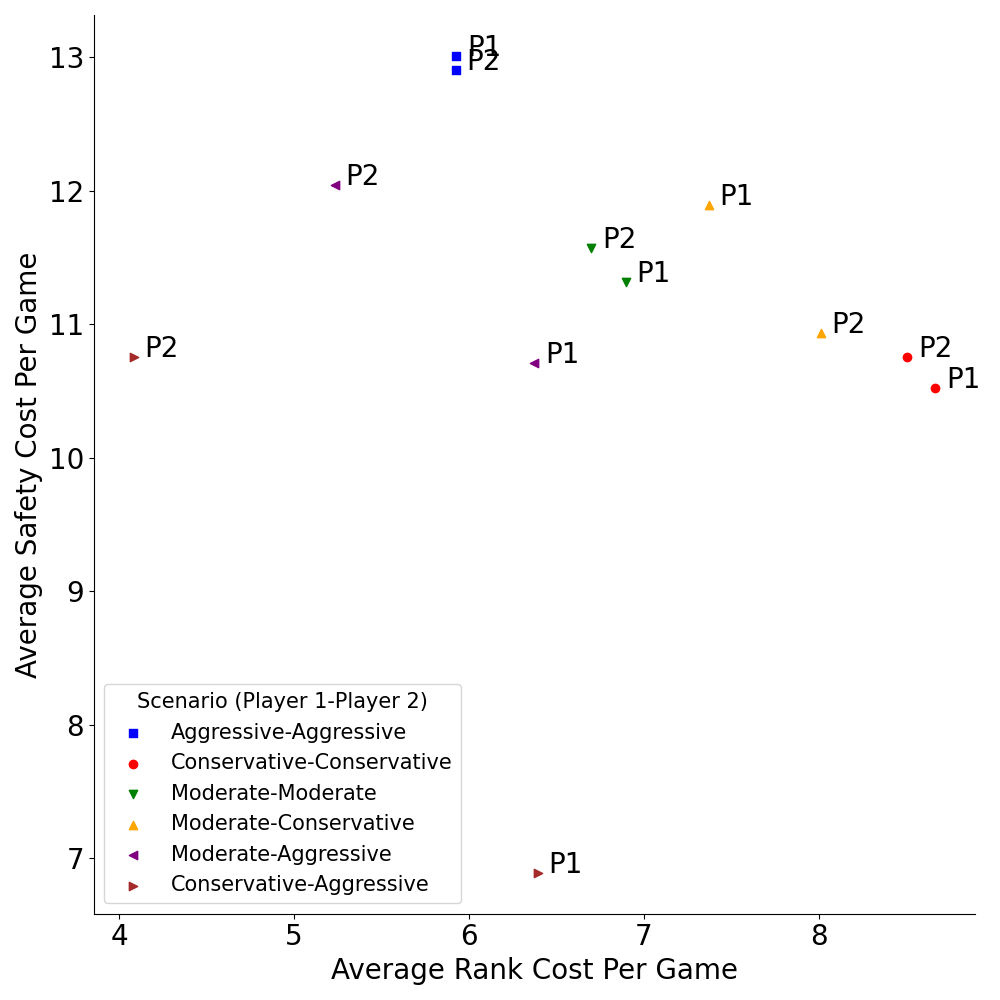 P1
P2
P2
P1
P2
P1
P2
P2
P1
P2
P1
P1
13
12
11
10
9
8
7
Average Safety Cost Per Game
Scenario (Player 1-Player 2)
Aggressive-Aggressive
Conservative-Conservative
Moderate-Moderate
Moderate-Conservative
Moderate-Aggressive
Conservative-Aggressive
4 5 6 7 8
Average Rank Cost Per Game